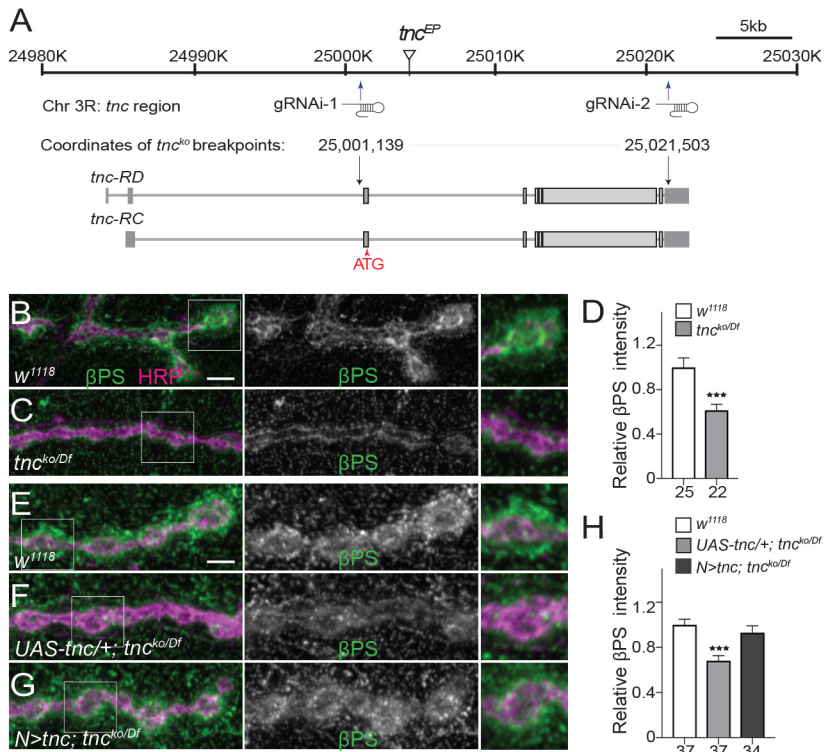 A
tnc^EP
5kb
24980K 24990K 25000K 25010K 25020K 25030K
Chr 3R: tnc region
gRNAi-1
gRNAi-2
Coordinates of tnc^ko breakpoints:
25,001,139
25,021,503
tnc-RD
tnc-RC
ATG
B
w^1118
βPS
HRP
βPS
C
tnc^ko/Df
βPS
D
w^1118
tnc^ko/Df
Relative βPS intensity
1.2
0.8
0.4
0
***
25 22
E
w^1118
βPS
F
UAS-tnc/+; tnc^ko/Df
βPS
G
N>tnc; tnc^ko/Df
βPS
H
w^1118
UAS-tnc/+; tnc^ko/Df
N>tnc; tnc^ko/Df
Relative βPS intensity
1.2
0.8
0.4
0
***
37 37 34